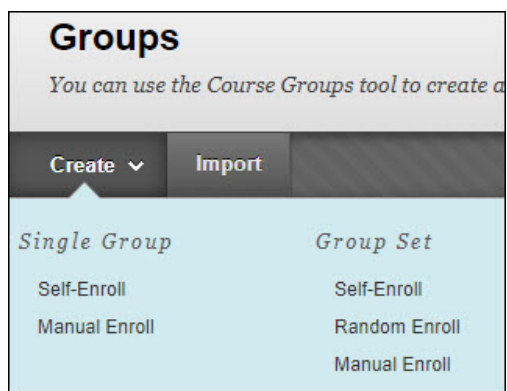 Groups
You can use the Course Groups tool to create a
Create Import
Single Group
Self-Enroll
Manual Enroll
Group Set
Self-Enroll
Random Enroll
Manual Enroll